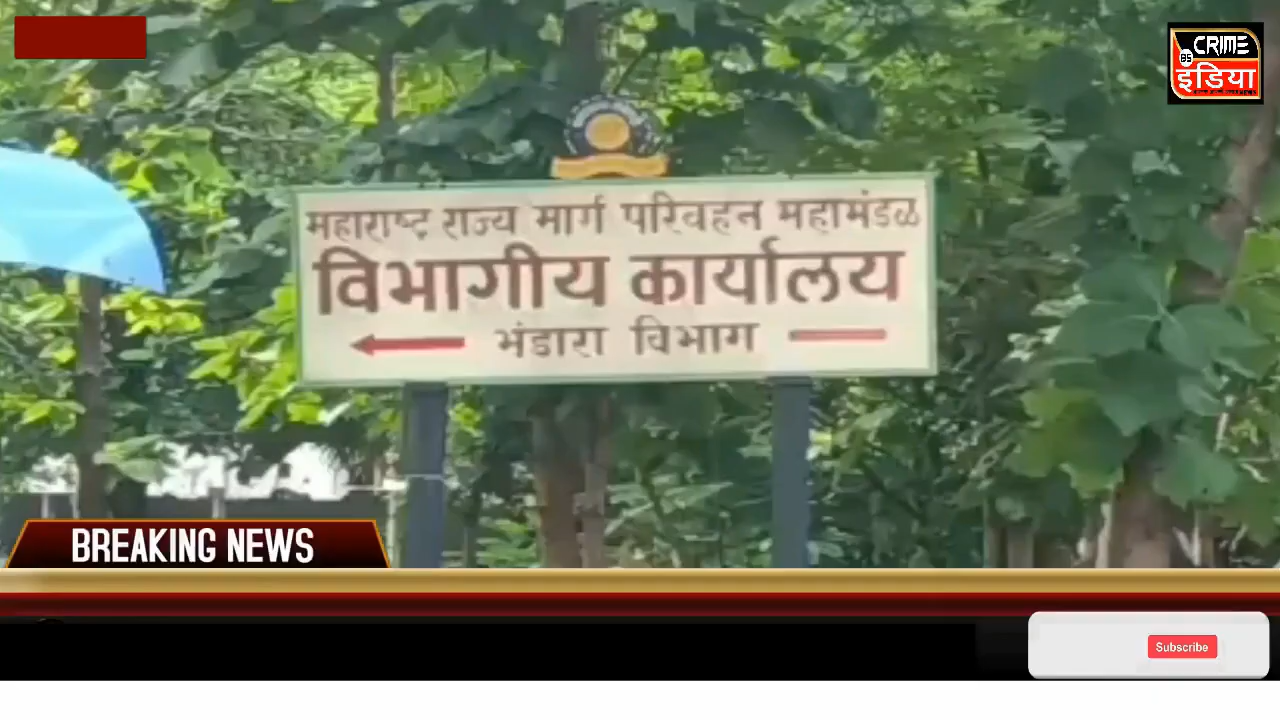 CRIME
इंडिया
महाराष्ट्र राज्य मार्ग परिवहन महामंडळ
विभागीय कार्यालय
भंडारा विभाग
BREAKING NEWS
Subscribe